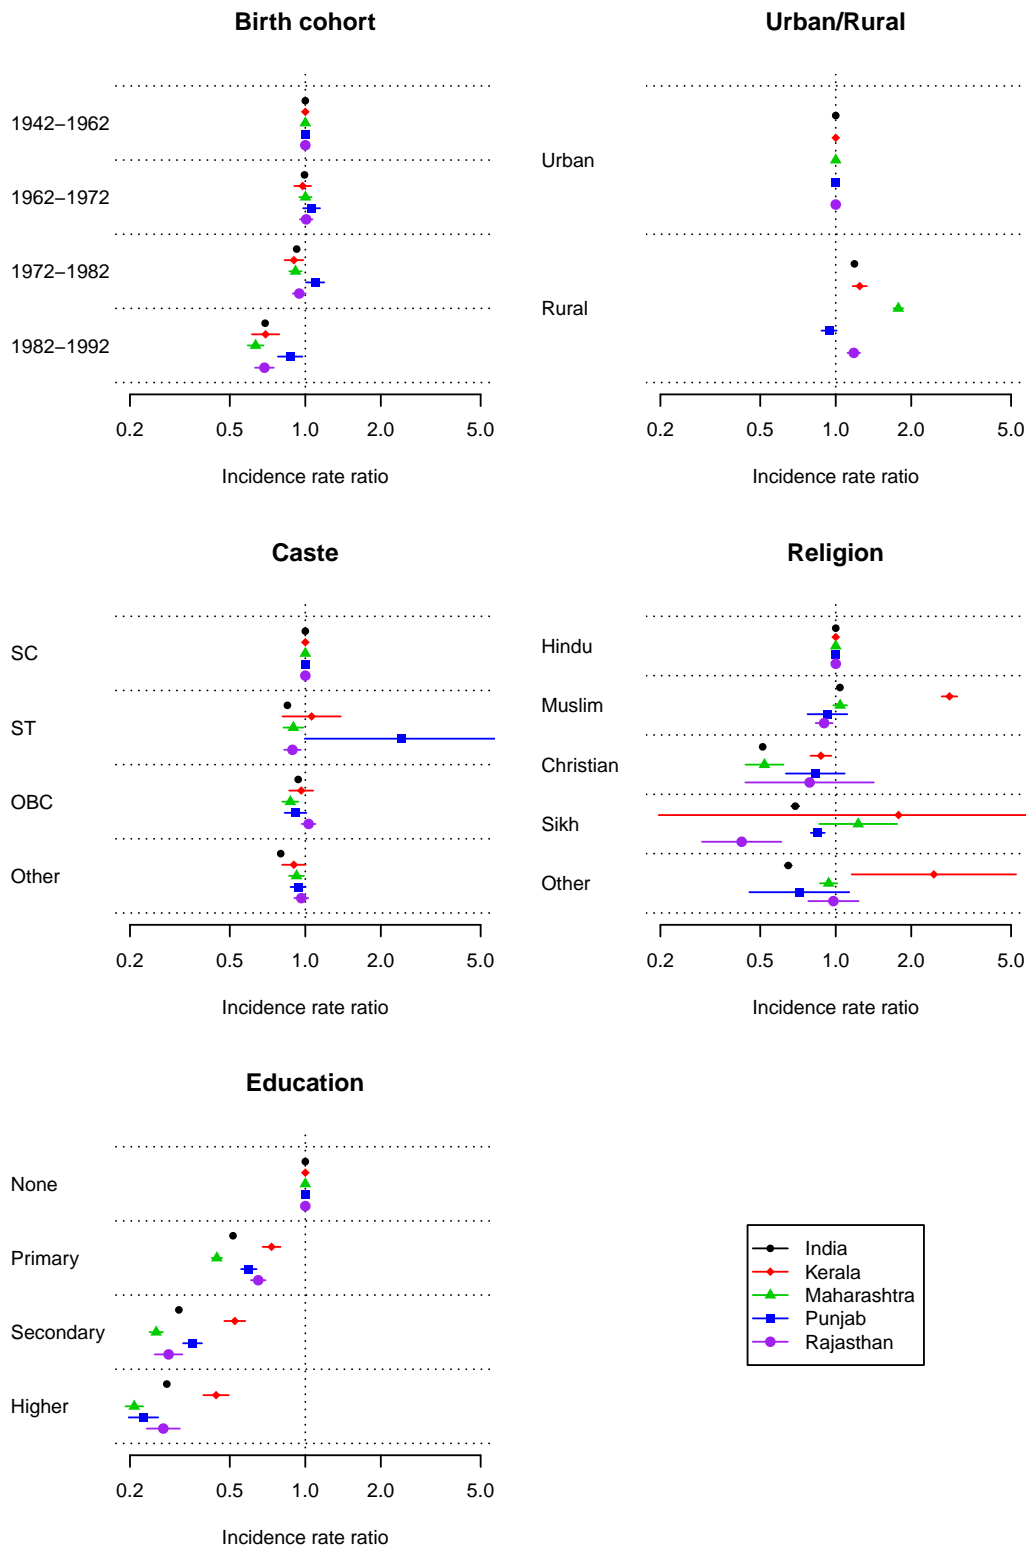 Birth cohort
1942–1962
1962–1972
1972–1982
1982–1992
0.2 0.5 1.0 2.0 5.0
Incidence rate ratio
Urban/Rural
Urban
Rural
0.2 0.5 1.0 2.0 5.0
Incidence rate ratio
Caste
SC
ST
OBC
Other
0.2 0.5 1.0 2.0 5.0
Incidence rate ratio
Religion
Hindu
Muslim
Christian
Sikh
Other
0.2 0.5 1.0 2.0 5.0
Incidence rate ratio
Education
None
Primary
Secondary
Higher
0.2 0.5 1.0 2.0 5.0
Incidence rate ratio
India
Kerala
Maharashtra
Punjab
Rajasthan